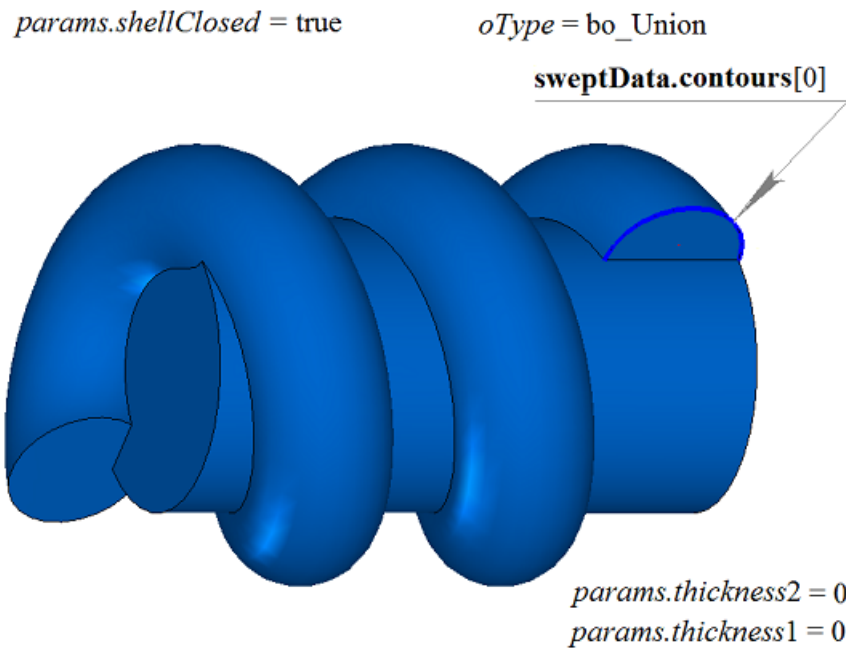 params.shellClosed = true
oType = bo_Union
sweptData.contours[0]
params.thickness2 = 0
params.thickness1 = 0